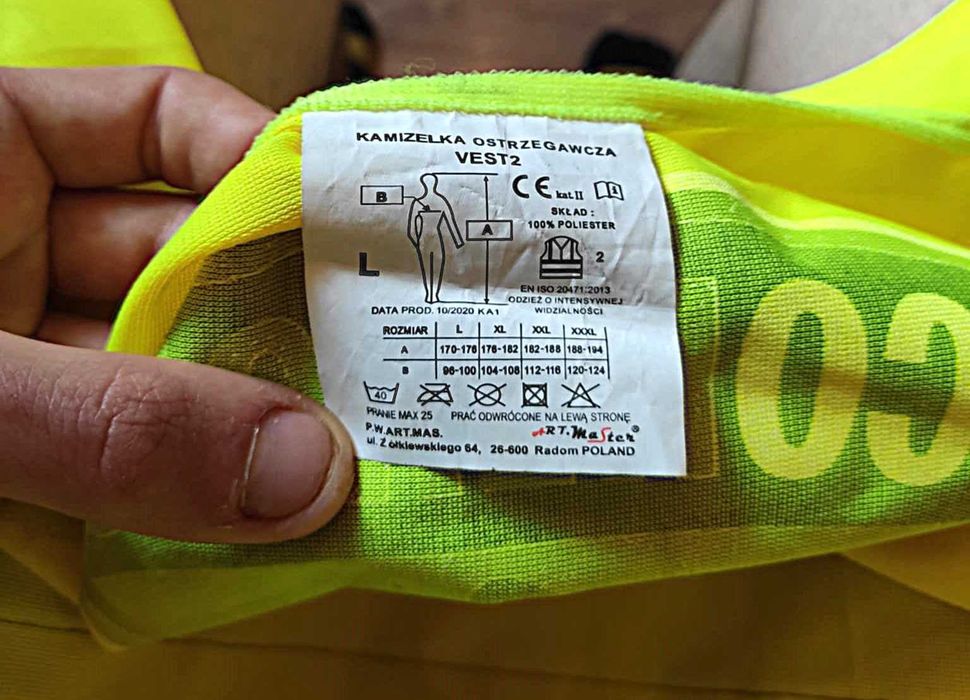 KAMIZELKA OSTRZEGAWCZA
VEST2
B
CE kat. II
SKŁAD :
100% POLIESTER
A
L
2
EN ISO 20471:2013
ODZIEŻ O INTENSYWNEJ
WIDZIALNOŚCI
DATA PROD. 10/2020 KA1
ROZMIAR L XL XXL XXXL
A 170-176 176-182 182-188 188-194
B 96-100 104-108 112-116 120-124
40
PRANIE MAX 25 PRAĆ ODWRÓCONE NA LEWĄ STRONĘ
P.W.ART.MAS.
ART.MaSter®
ul. Żółkiewskiego 64, 26-600 Radom POLAND